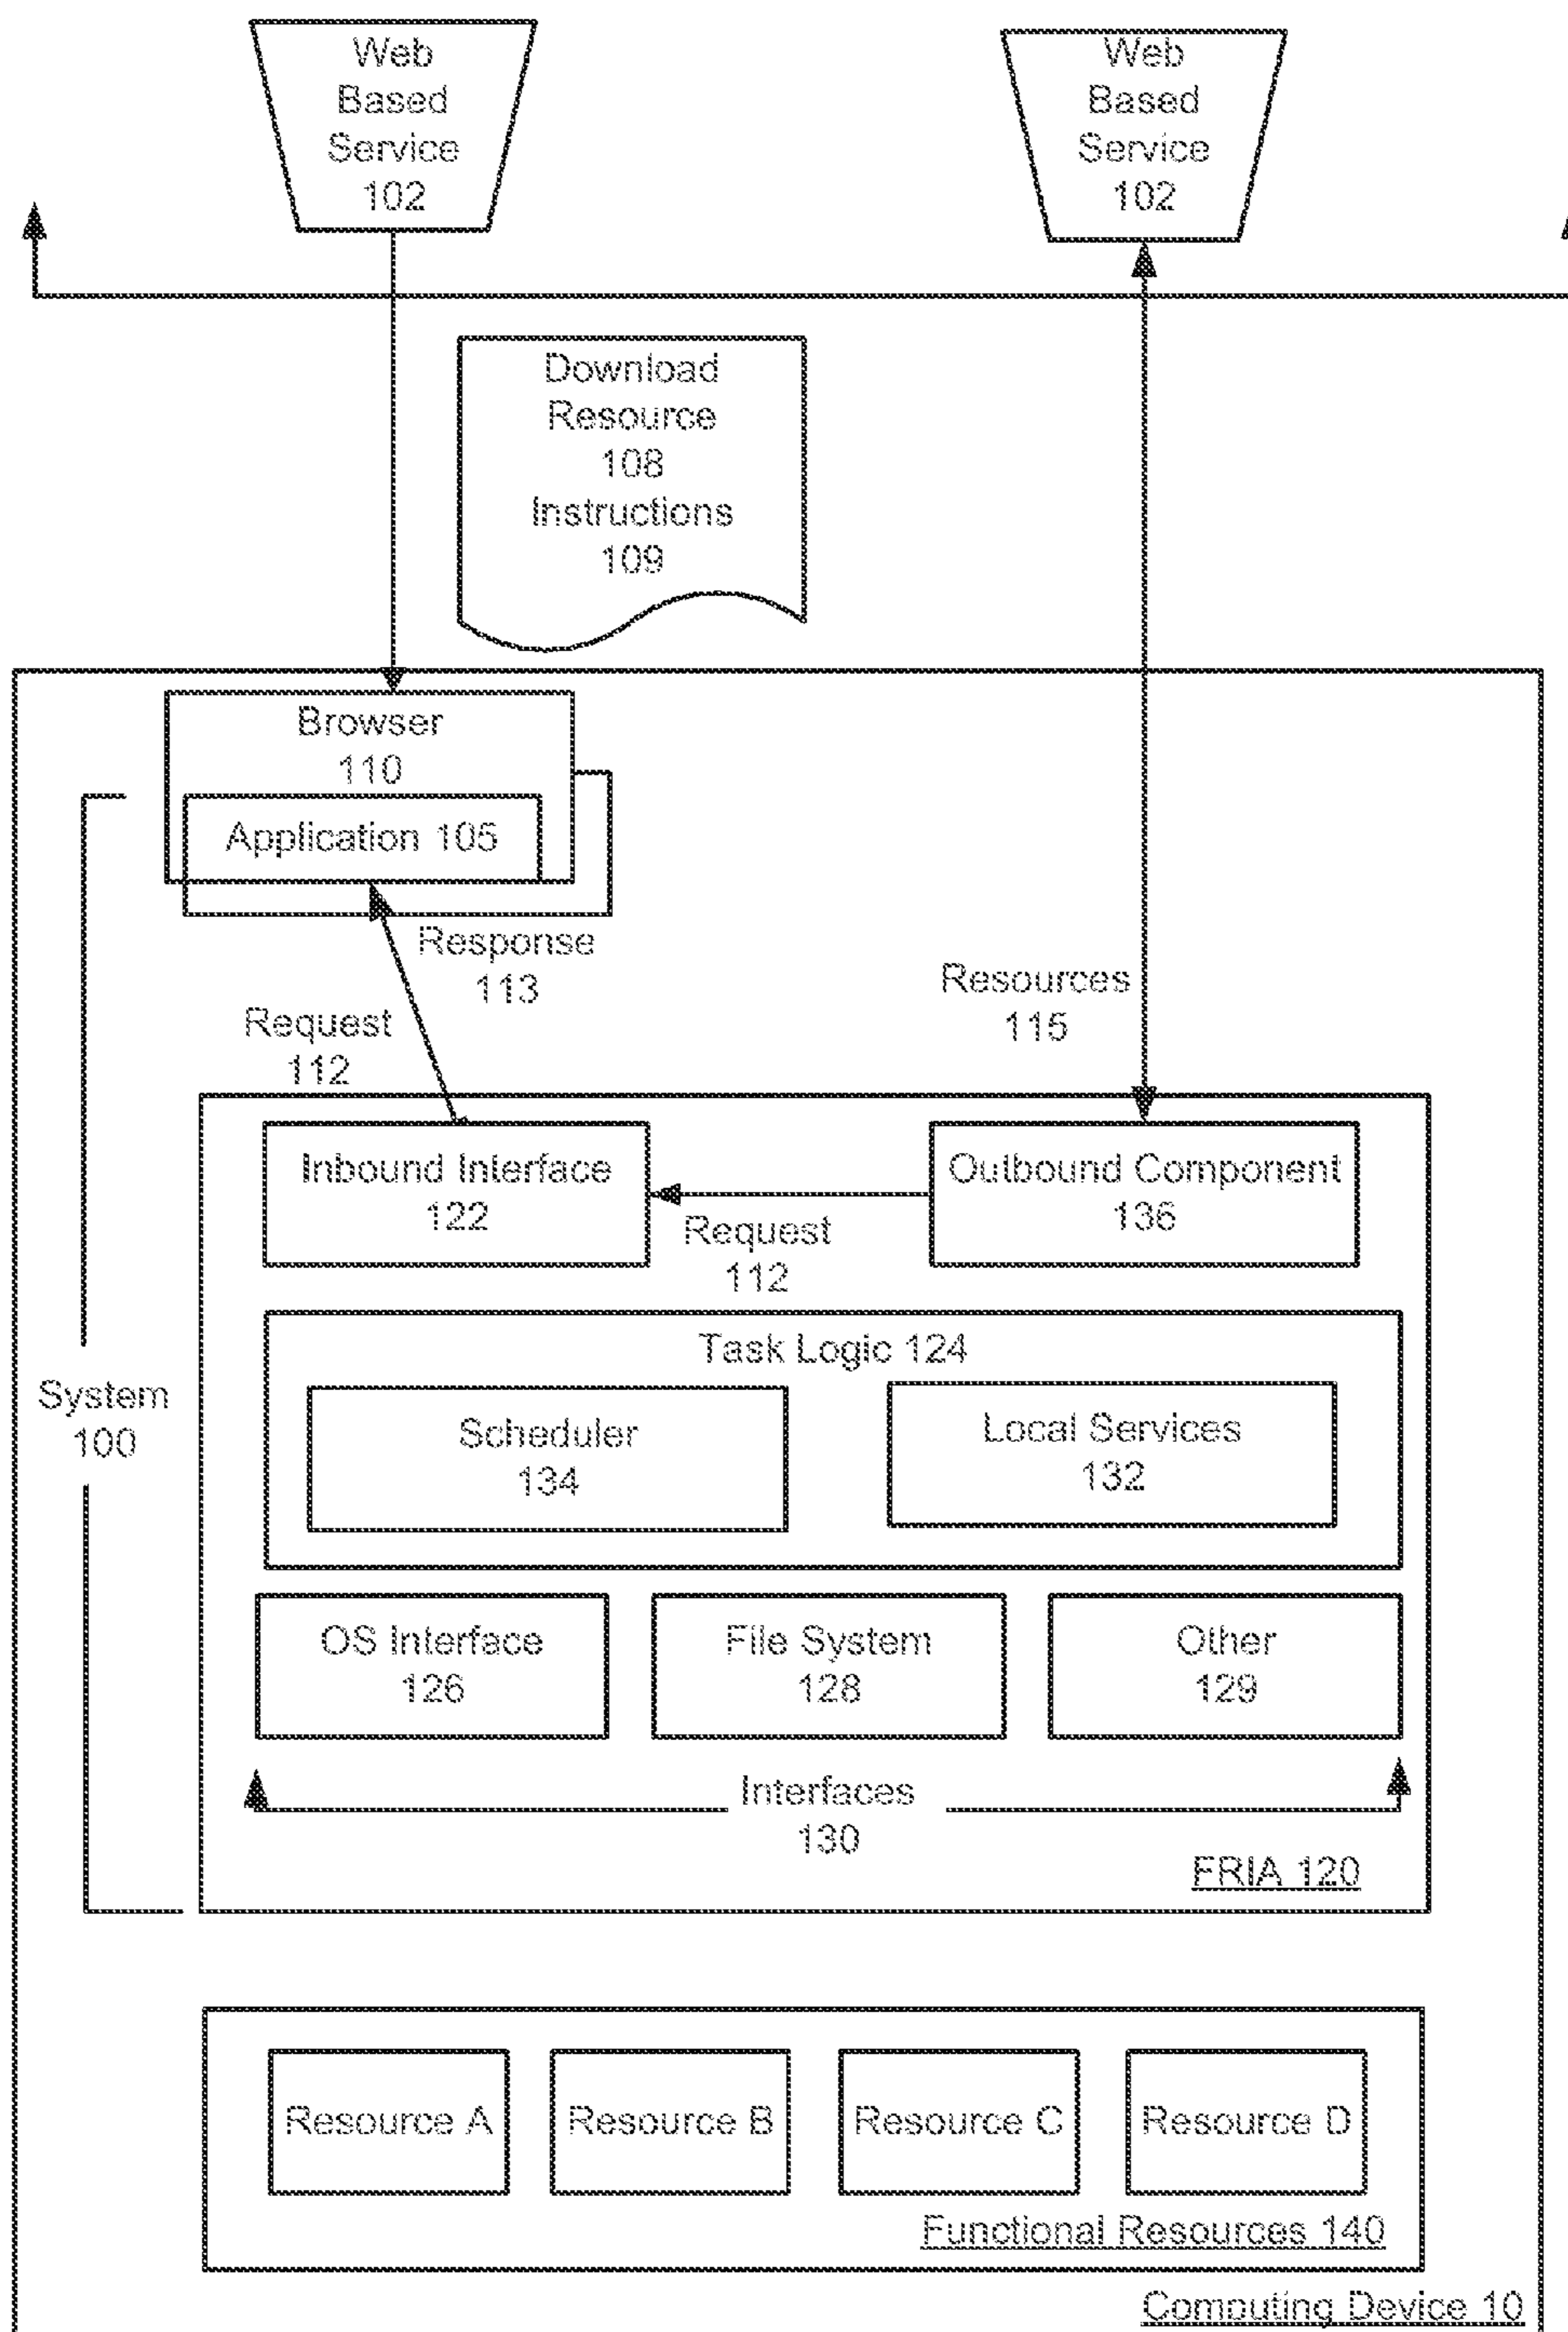 Web
Based
Service
102
Web
Based
Service
102
Download
Resource
108
Instructions
109
Browser
110
Application 105
Response
113
Request
112
Resources
115
Inbound Interface
122
Outbound Component
136
Request
112
Task Logic 124
System
100
Scheduler
134
Local Services
132
OS Interface
126
File System
128
Other
129
Interfaces
130
FRIA 120
Resource A
Resource B
Resource C
Resource D
Functional Resources 140
Computing Device 10